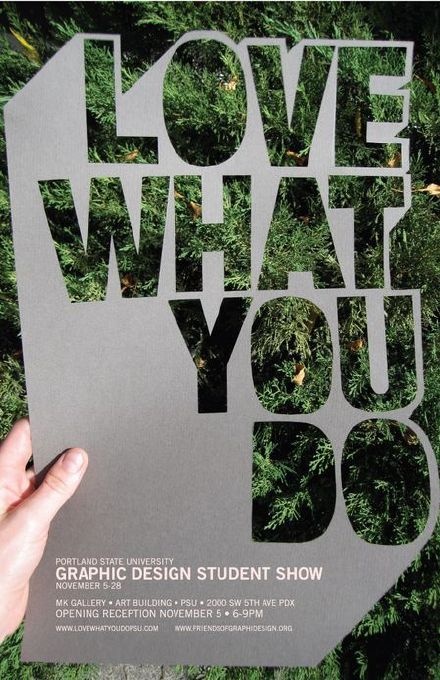 LOVE
WHAT
YOU
DO
PORTLAND STATE UNIVERSITY
GRAPHIC DESIGN STUDENT SHOW
NOVEMBER 5-28
MK GALLERY • ART BUILDING • PSU • 2000 SW 5TH AVE PDX
OPENING RECEPTION NOVEMBER 5 • 6-9PM
WWW.LOVEWHATYOUDOPSU.COM WWW.FRIENDSOFGRAPHIDESIGN.ORG